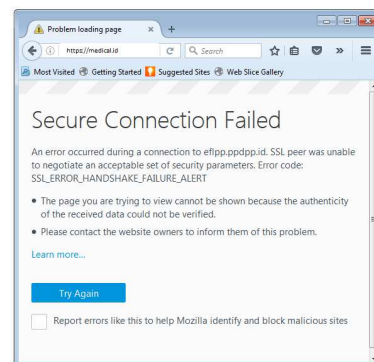 Problem loading page
https://medical.id
Search
Most Visited Getting Started Suggested Sites Web Slice Gallery
Secure Connection Failed
An error occurred during a connection to eflpp.ppdpp.id. SSL peer was unable
to negotiate an acceptable set of security parameters. Error code:
SSL_ERROR_HANDSHAKE_FAILURE_ALERT
• The page you are trying to view cannot be shown because the authenticity
of the received data could not be verified.
• Please contact the website owners to inform them of this problem.
Learn more...
Try Again
Report errors like this to help Mozilla identify and block malicious sites